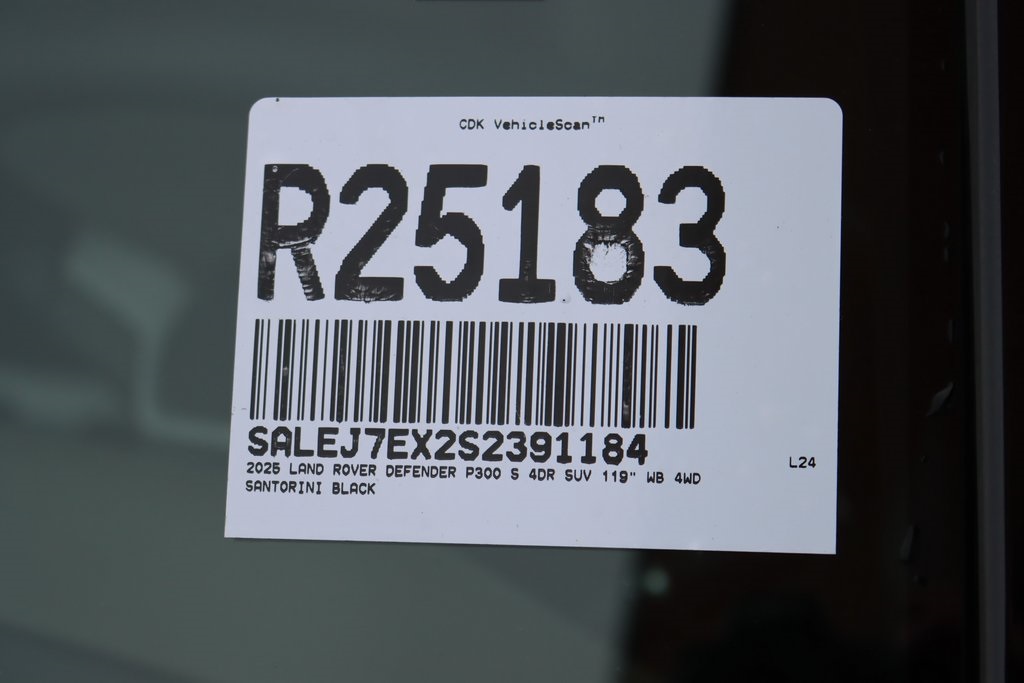 CDK VehicleScan™
R25183
SALEJ7EX2S2391184
2025 LAND ROVER DEFENDER P300 S 4DR SUV 119" WB 4WD
SANTORINI BLACK
L24